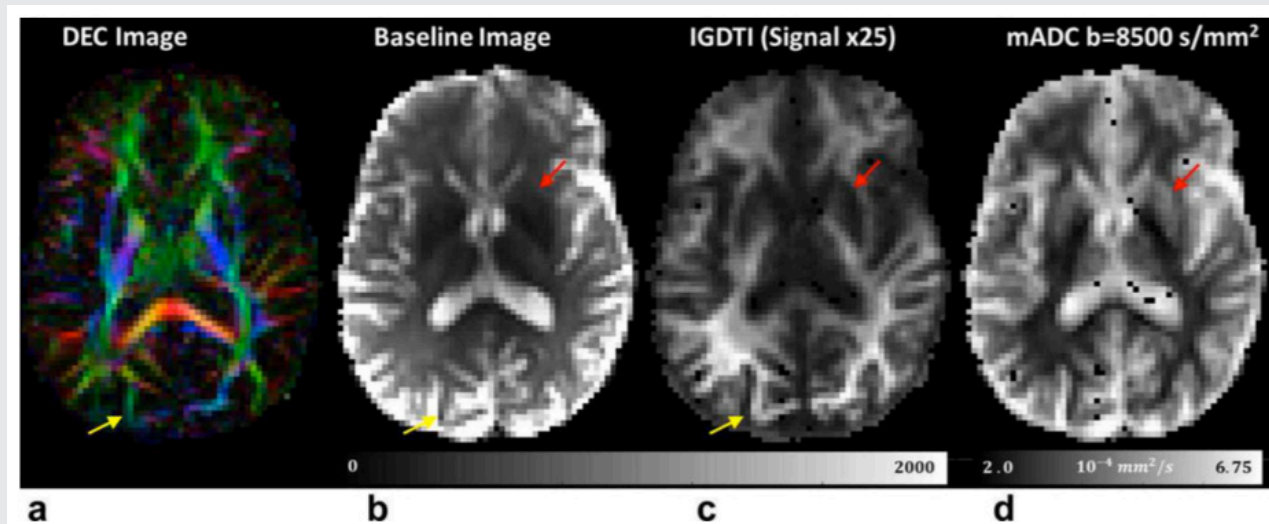 DEC Image
Baseline Image
IGDTI (Signal x25)
mADC b=8500 s/mm²
0
2000
2.0
10⁻⁴ mm²/s
6.75
a
b
c
d